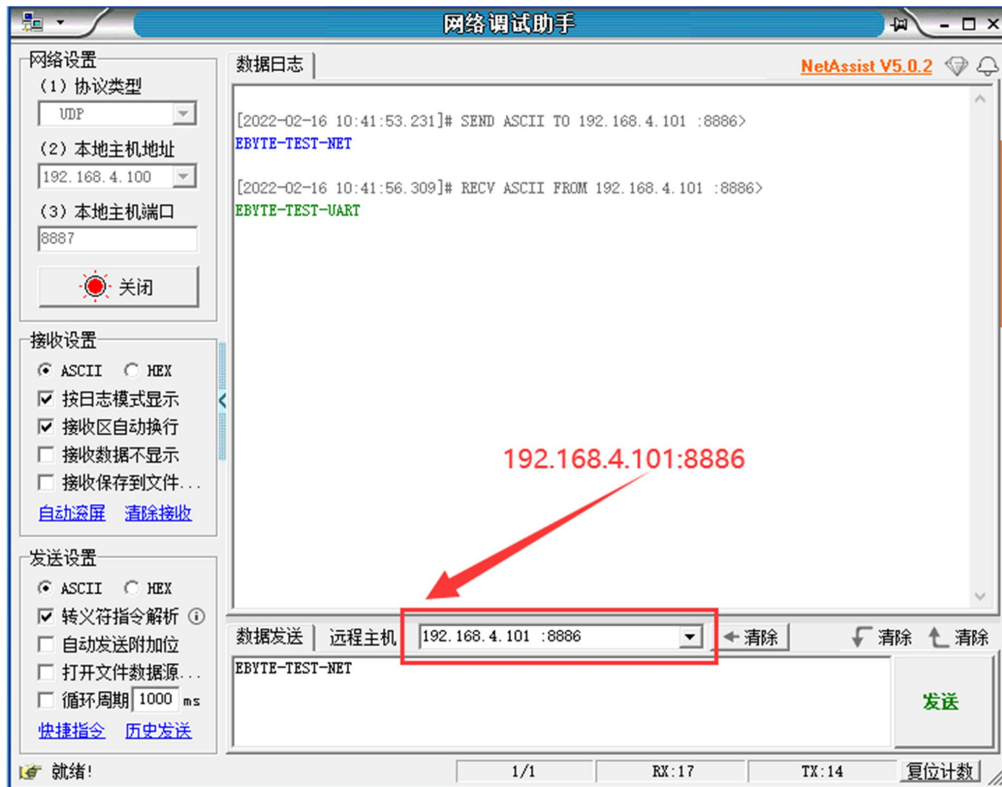 网络调试助手
网络设置
(1) 协议类型
UDP
(2) 本地主机地址
192.168.4.100
(3) 本地主机端口
8887
关闭
接收设置
ASCII HEX
按日志模式显示
接收区自动换行
接收数据不显示
接收保存到文件...
自动滚屏 清除接收
发送设置
ASCII HEX
转义符指令解析
自动发送附加位
打开文件数据源...
循环周期 1000 ms
快捷指令 历史发送
数据日志
NetAssist V5.0.2
[2022-02-16 10:41:53.231]# SEND ASCII TO 192.168.4.101 :8886>
EBYTE-TEST-NET
[2022-02-16 10:41:56.309]# RECV ASCII FROM 192.168.4.101 :8886>
EBYTE-TEST-UART
192.168.4.101:8886
数据发送 远程主机 192.168.4.101 :8886 清除 清除 清除
EBYTE-TEST-NET
发送
就绪! 1/1 RX:17 TX:14 复位计数